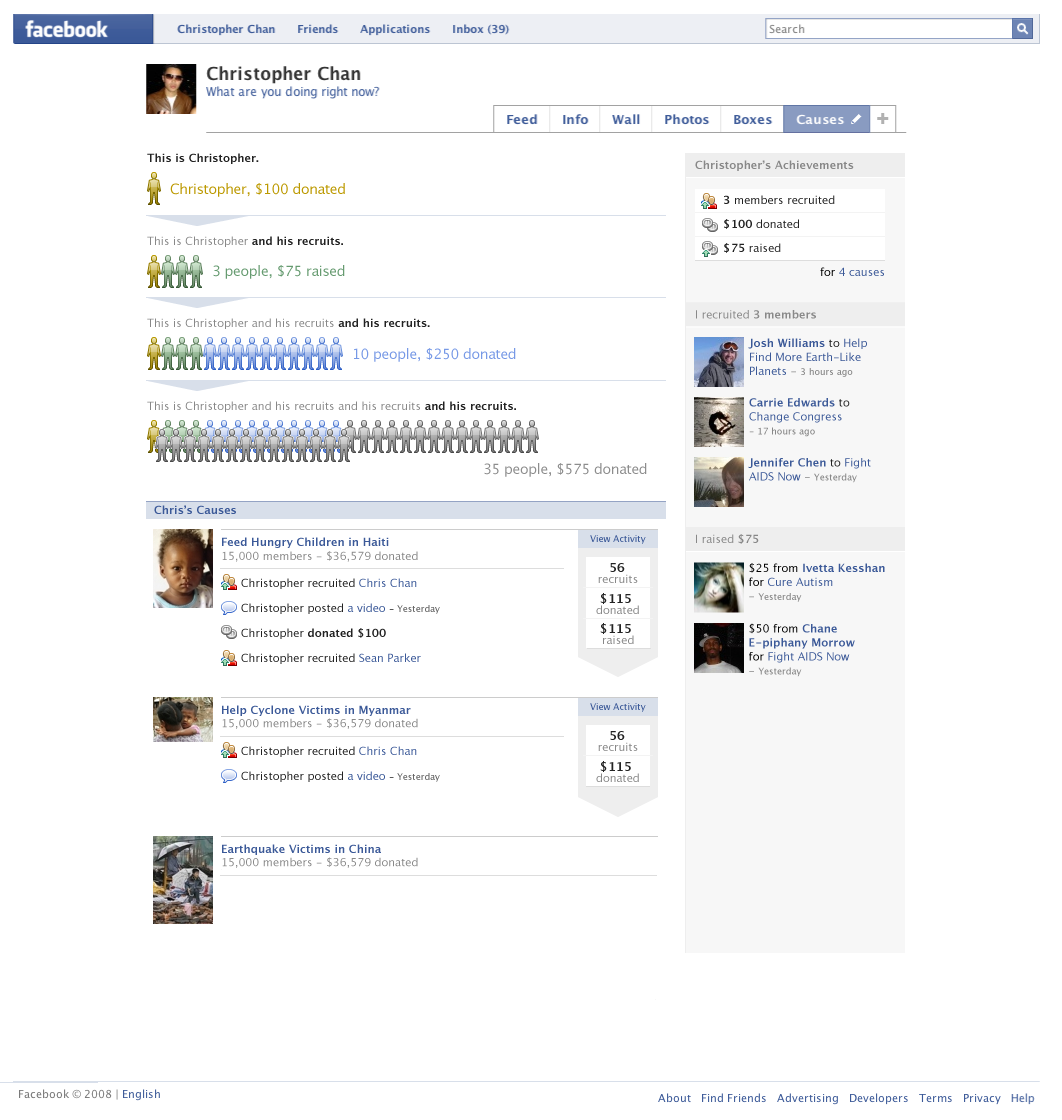 facebook
Christopher Chan Friends Applications Inbox (39)
Search
Christopher Chan
What are you doing right now?
Feed Info Wall Photos Boxes Causes +
This is Christopher.
Christopher, $100 donated
This is Christopher and his recruits.
3 people, $75 raised
This is Christopher and his recruits and his recruits.
10 people, $250 donated
This is Christopher and his recruits and his recruits and his recruits.
35 people, $575 donated
Chris's Causes
Feed Hungry Children in Haiti
15,000 members – $36,579 donated
Christopher recruited Chris Chan
Christopher posted a video – Yesterday
Christopher donated $100
Christopher recruited Sean Parker
View Activity
56
recruits
$115
donated
$115
raised
Help Cyclone Victims in Myanmar
15,000 members – $36,579 donated
Christopher recruited Chris Chan
Christopher posted a video – Yesterday
View Activity
56
recruits
$115
donated
Earthquake Victims in China
15,000 members – $36,579 donated
Christopher's Achievements
3 members recruited
$100 donated
$75 raised
for 4 causes
I recruited 3 members
Josh Williams to Help
Find More Earth-Like
Planets – 3 hours ago
Carrie Edwards to
Change Congress
– 17 hours ago
Jennifer Chen to Fight
AIDS Now – Yesterday
I raised $75
$25 from Ivetta Kesshan
for Cure Autism
– Yesterday
$50 from Chane
E-piphany Morrow
for Fight AIDS Now
– Yesterday
Facebook © 2008 | English
About Find Friends Advertising Developers Terms Privacy Help